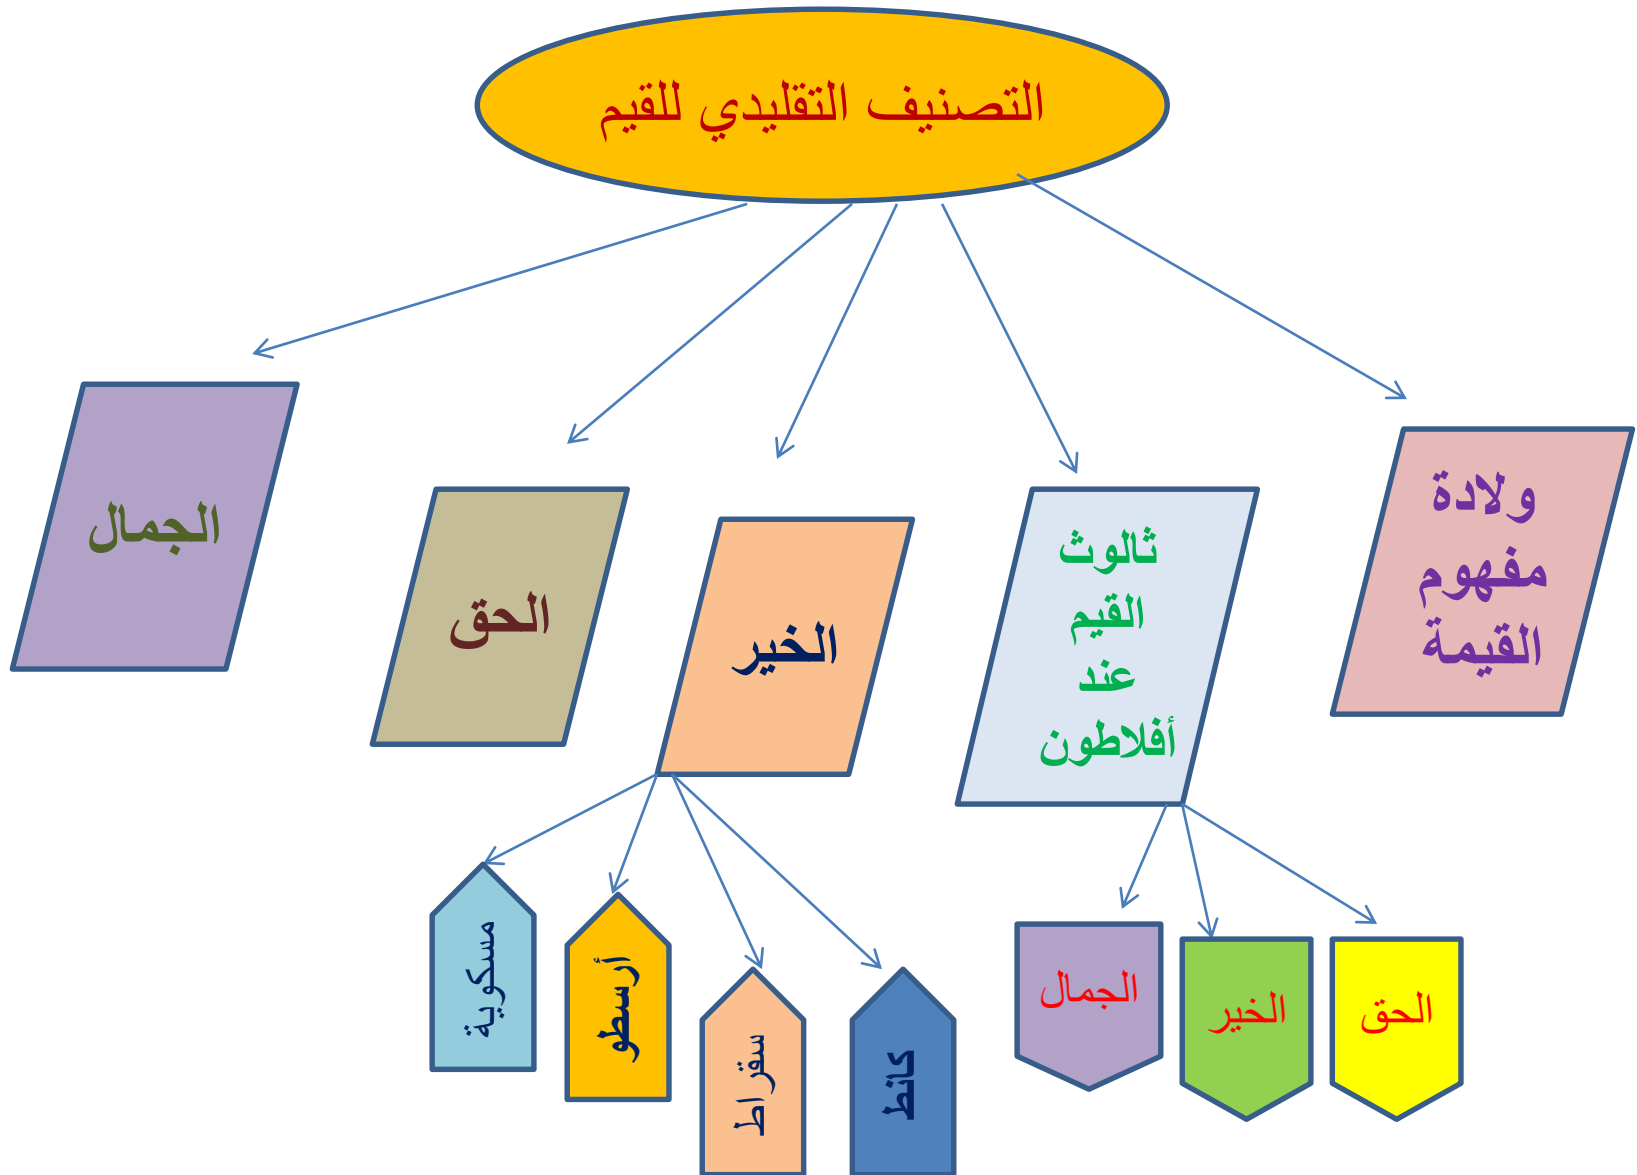 التصنيف التقليدي للقيم
ولادة
مفهوم
القيمة
ثالوث
القيم
عند
أفلاطون
الخير
الحق
الجمال
الحق
الخير
الجمال
كانط
سقراط
أرسطو
مسكوية